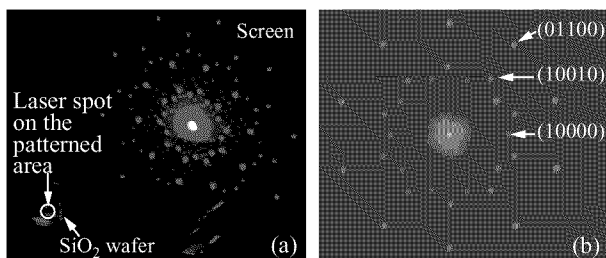 Screen
Laser spot
on the
patterned
area
SiO₂ wafer
(a)
(01100)
(10010)
(10000)
(b)